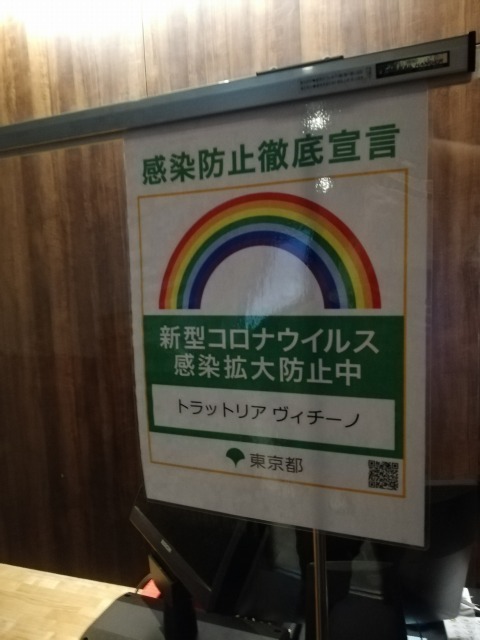 感染防止徹底宣言
新型コロナウイルス
感染拡大防止中
トラットリア ヴィチーノ
東京都